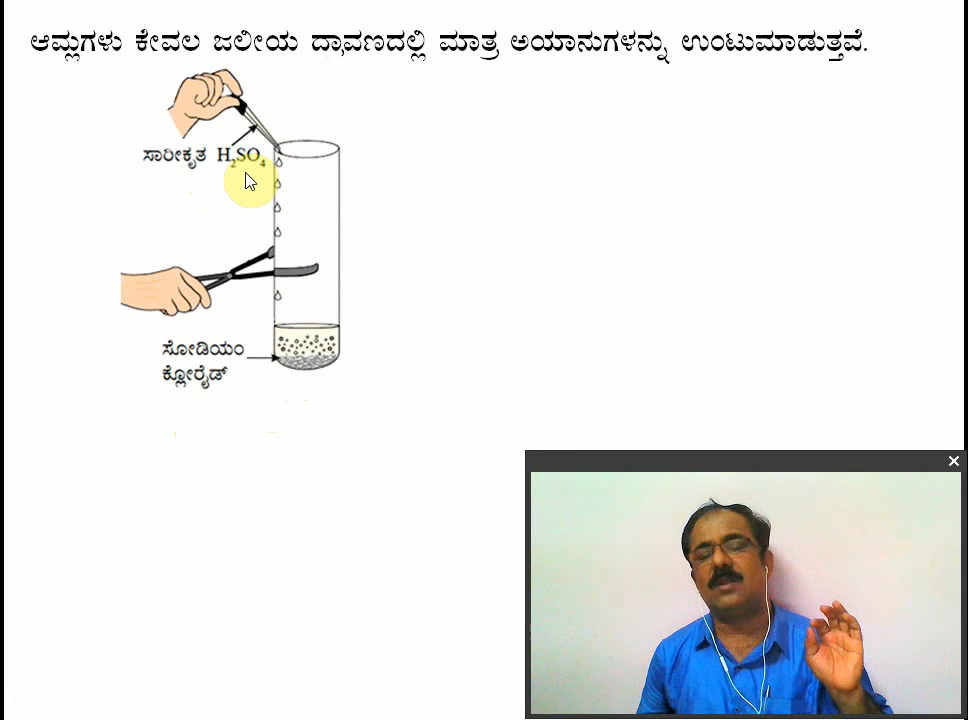 ಆಮ್ಲಗಳು ಕೇವಲ ಜಲೀಯ ದ್ರಾವಣದಲ್ಲಿ ಮಾತ್ರ ಅಯಾನುಗಳನ್ನು ಉಂಟುಮಾಡುತ್ತವೆ.
ಸಾರೀಕೃತ H₂SO₄
ಸೋಡಿಯಂ
ಕ್ಲೋರೈಡ್